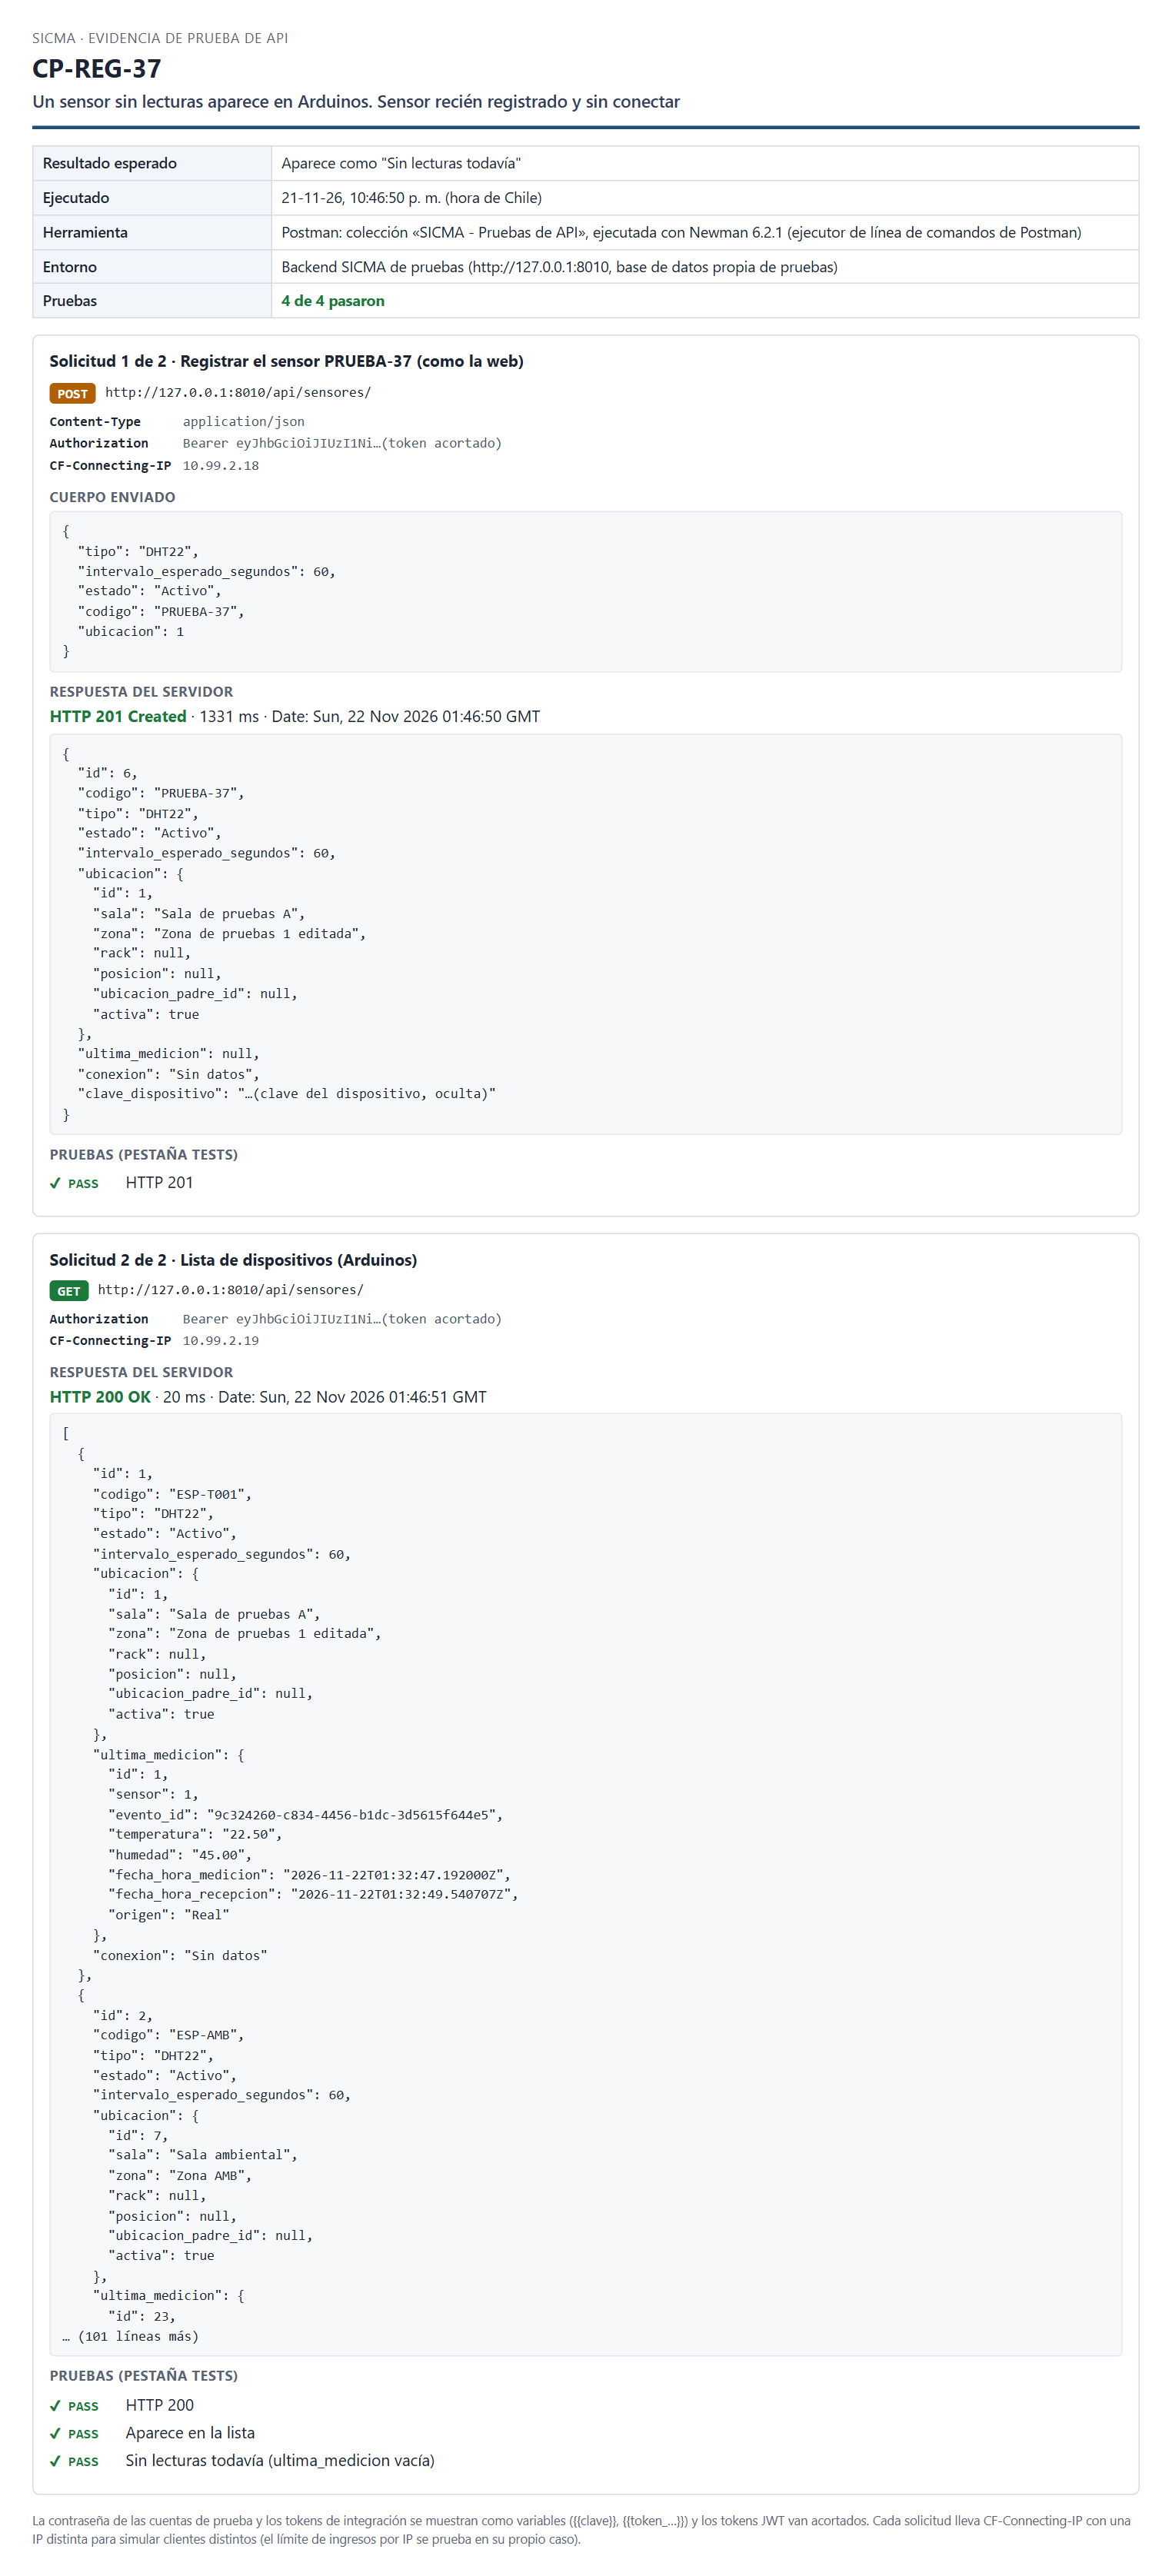 SICMA · EVIDENCIA DE PRUEBA DE API
CP-REG-37
Un sensor sin lecturas aparece en Arduinos. Sensor recién registrado y sin conectar
Resultado esperado Aparece como "Sin lecturas todavía"
Ejecutado 21-11-26, 10:46:50 p. m. (hora de Chile)
Herramienta Postman: colección «SICMA - Pruebas de API», ejecutada con Newman 6.2.1 (ejecutor de línea de comandos de Postman)
Entorno Backend SICMA de pruebas (http://127.0.0.1:8010, base de datos propia de pruebas)
Pruebas 4 de 4 pasaron
Solicitud 1 de 2 · Registrar el sensor PRUEBA-37 (como la web)
POST http://127.0.0.1:8010/api/sensores/
Content-Type application/json
Authorization Bearer eyJhbGciOiJIUzI1Ni…(token acortado)
CF-Connecting-IP 10.99.2.18
CUERPO ENVIADO
{
  "tipo": "DHT22",
  "intervalo_esperado_segundos": 60,
  "estado": "Activo",
  "codigo": "PRUEBA-37",
  "ubicacion": 1
}
RESPUESTA DEL SERVIDOR
HTTP 201 Created · 1331 ms · Date: Sun, 22 Nov 2026 01:46:50 GMT
{
  "id": 6,
  "codigo": "PRUEBA-37",
  "tipo": "DHT22",
  "estado": "Activo",
  "intervalo_esperado_segundos": 60,
  "ubicacion": {
    "id": 1,
    "sala": "Sala de pruebas A",
    "zona": "Zona de pruebas 1 editada",
    "rack": null,
    "posicion": null,
    "ubicacion_padre_id": null,
    "activa": true
  },
  "ultima_medicion": null,
  "conexion": "Sin datos",
  "clave_dispositivo": "…(clave del dispositivo, oculta)"
}
PRUEBAS (PESTAÑA TESTS)
✓ PASS HTTP 201
Solicitud 2 de 2 · Lista de dispositivos (Arduinos)
GET http://127.0.0.1:8010/api/sensores/
Authorization Bearer eyJhbGciOiJIUzI1Ni…(token acortado)
CF-Connecting-IP 10.99.2.19
RESPUESTA DEL SERVIDOR
HTTP 200 OK · 20 ms · Date: Sun, 22 Nov 2026 01:46:51 GMT
[
  {
    "id": 1,
    "codigo": "ESP-T001",
    "tipo": "DHT22",
    "estado": "Activo",
    "intervalo_esperado_segundos": 60,
    "ubicacion": {
      "id": 1,
      "sala": "Sala de pruebas A",
      "zona": "Zona de pruebas 1 editada",
      "rack": null,
      "posicion": null,
      "ubicacion_padre_id": null,
      "activa": true
    },
    "ultima_medicion": {
      "id": 1,
      "sensor": 1,
      "evento_id": "9c324260-c834-4456-b1dc-3d5615f644e5",
      "temperatura": "22.50",
      "humedad": "45.00",
      "fecha_hora_medicion": "2026-11-22T01:32:47.192000Z",
      "fecha_hora_recepcion": "2026-11-22T01:32:49.540707Z",
      "origen": "Real"
    },
    "conexion": "Sin datos"
  },
  {
    "id": 2,
    "codigo": "ESP-AMB",
    "tipo": "DHT22",
    "estado": "Activo",
    "intervalo_esperado_segundos": 60,
    "ubicacion": {
      "id": 7,
      "sala": "Sala ambiental",
      "zona": "Zona AMB",
      "rack": null,
      "posicion": null,
      "ubicacion_padre_id": null,
      "activa": true
    },
    "ultima_medicion": {
      "id": 23,
… (101 líneas más)
PRUEBAS (PESTAÑA TESTS)
✓ PASS HTTP 200
✓ PASS Aparece en la lista
✓ PASS Sin lecturas todavía (ultima_medicion vacía)
La contraseña de las cuentas de prueba y los tokens de integración se muestran como variables ({{clave}}, {{token_…}}) y los tokens JWT van acortados. Cada solicitud lleva CF-Connecting-IP con una
IP distinta para simular clientes distintos (el límite de ingresos por IP se prueba en su propio caso).